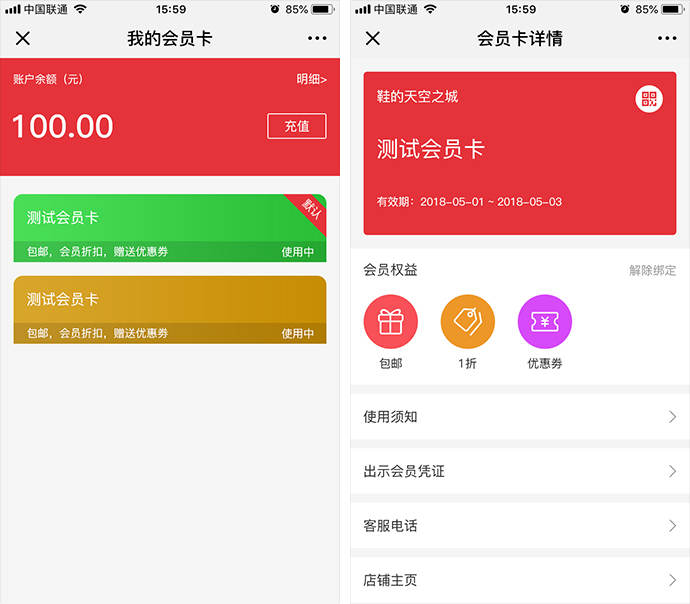 中国联通 15:59 85%
我的会员卡
账户余额（元） 明细>
100.00 充值
测试会员卡 默认
包邮，会员折扣，赠送优惠券 使用中
测试会员卡
包邮，会员折扣，赠送优惠券 使用中
中国联通 15:59 85%
会员卡详情
鞋的天空之城
测试会员卡
有效期：2018-05-01 ~ 2018-05-03
会员权益 解除绑定
包邮 1折 优惠券
使用须知
出示会员凭证
客服电话
店铺主页